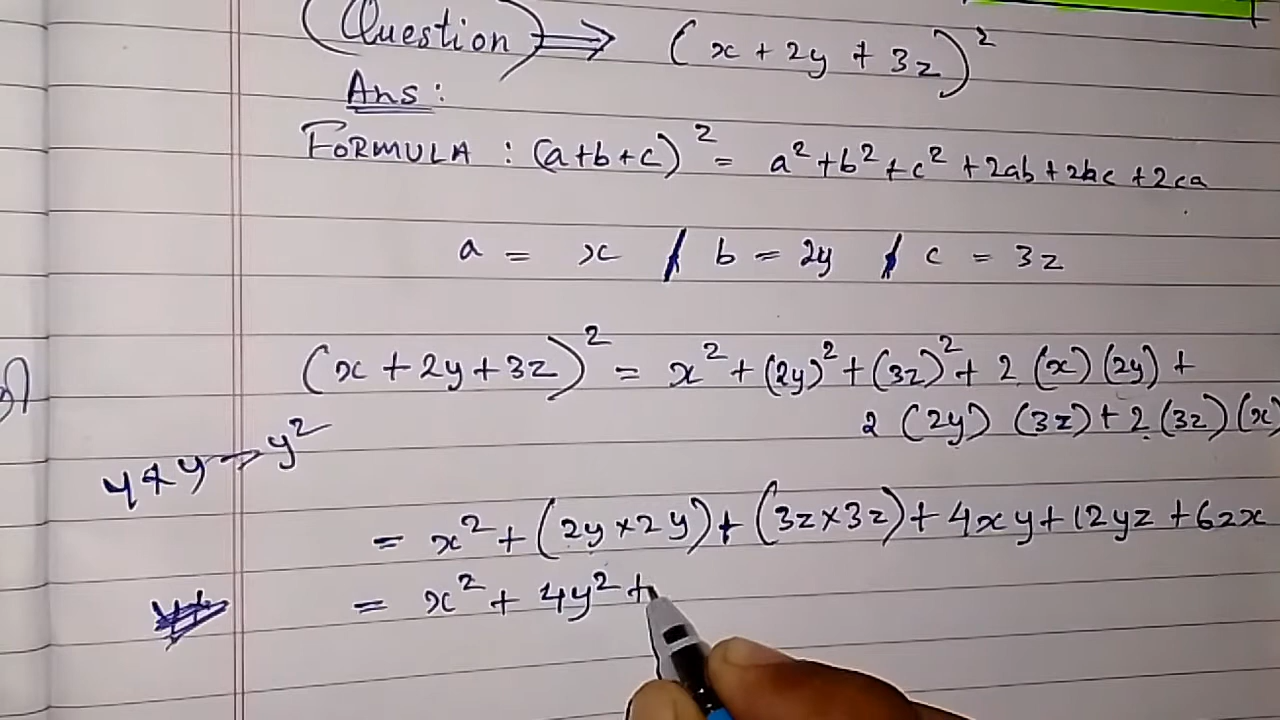 (Question) ⇒ (x + 2y + 3z)²
Ans :
FORMULA : (a+b+c)² = a² + b² + c² + 2ab + 2bc + 2ca
a = x / b = 2y / c = 3z
(x + 2y + 3z)² = x² + (2y)² + (3z)² + 2 (x) (2y) +
2 (2y) (3z) + 2 (3z) (x)
y × y → y²
= x² + (2y × 2y) + (3z × 3z) + 4xy + 12yz + 6zx
= x² + 4y² +